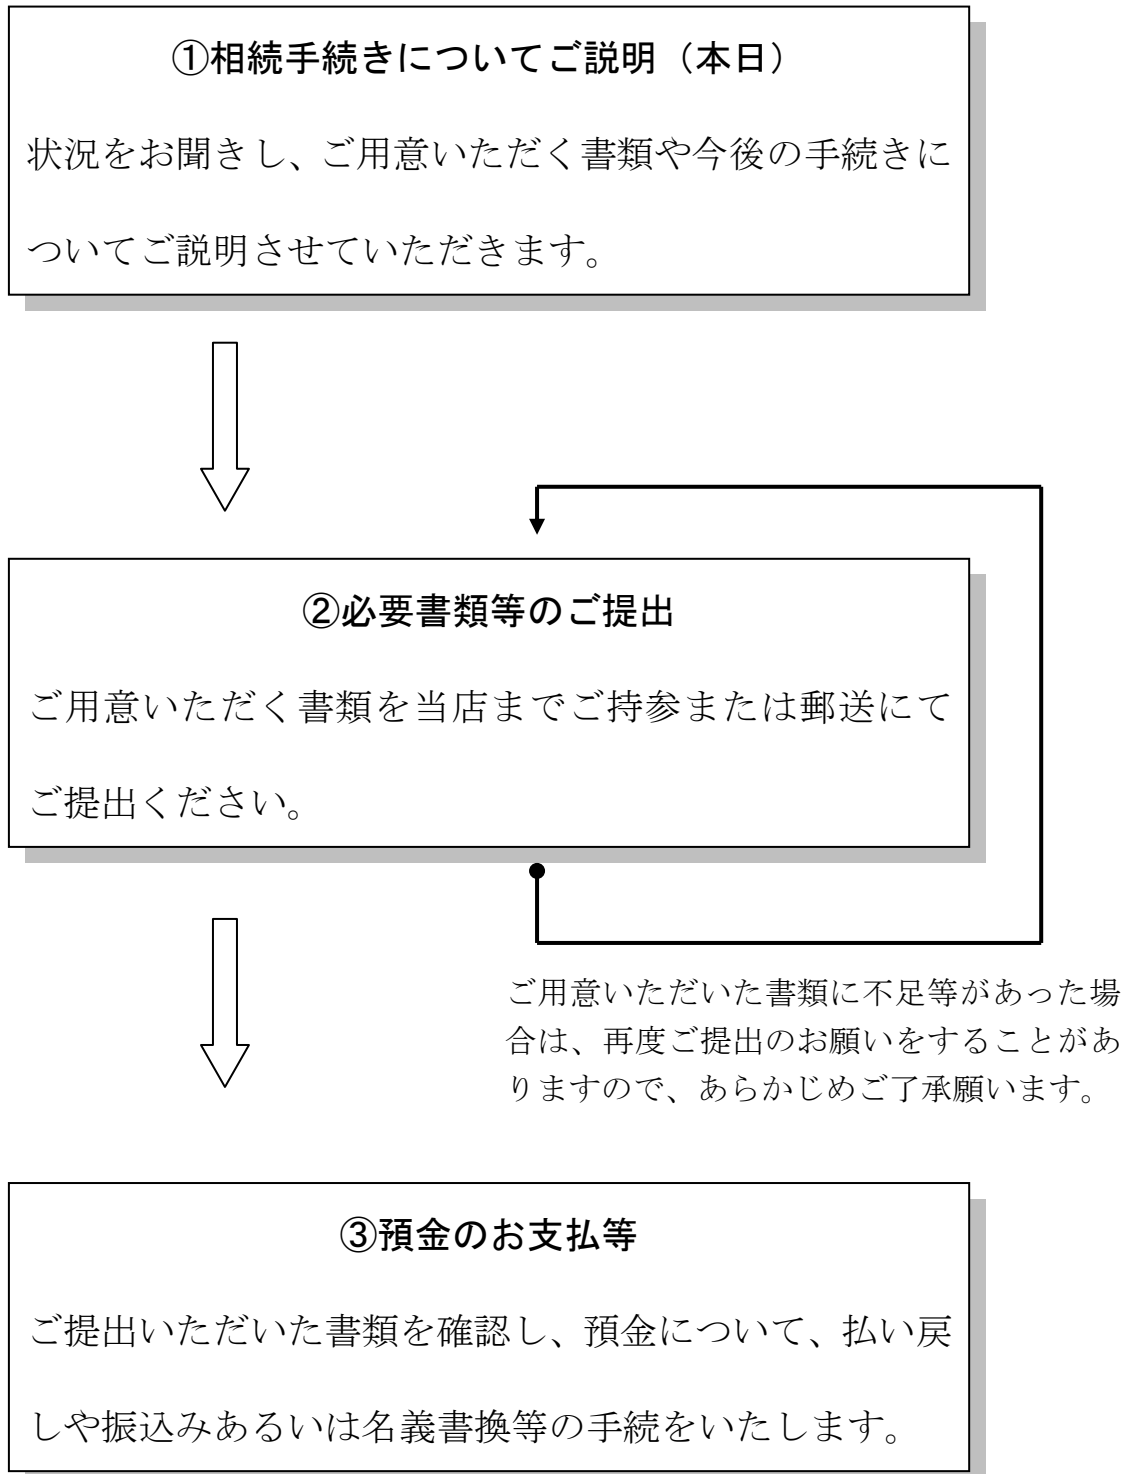 ①相続手続きについてご説明（本日）
状況をお聞きし、ご用意いただく書類や今後の手続きに
ついてご説明させていただきます。
②必要書類等のご提出
ご用意いただく書類を当店までご持参または郵送にて
ご提出ください。
ご用意いただいた書類に不足等があった場
合は、再度ご提出のお願いをすることがあ
りますので、あらかじめご了承願います。
③預金のお支払等
ご提出いただいた書類を確認し、預金について、払い戻
しや振込みあるいは名義書換等の手続をいたします。